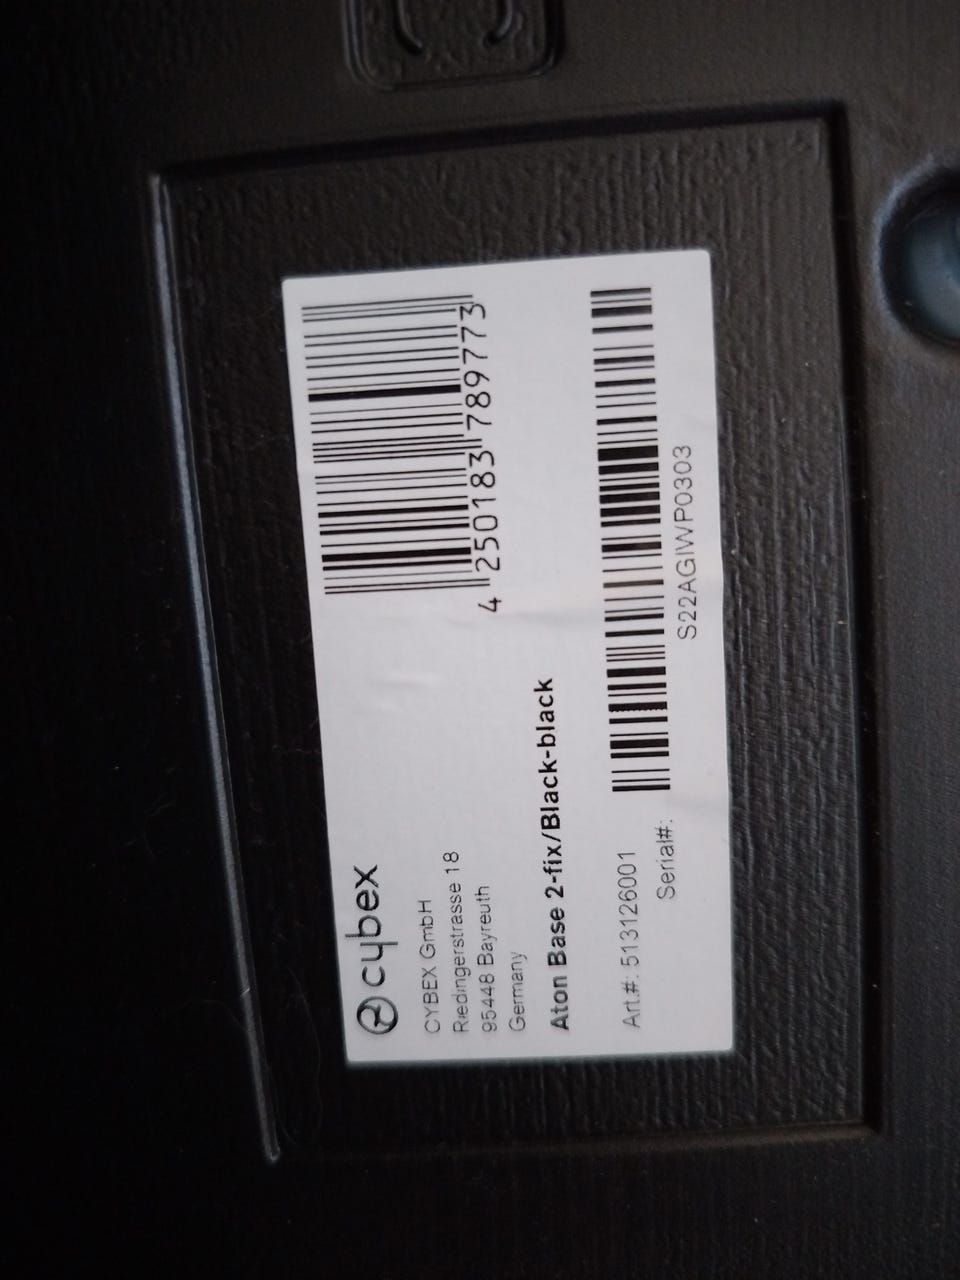 cybex
CYBEX GmbH
Riedingerstrasse 18
95448 Bayreuth
Germany
4 250183 789773
Aton Base 2-fix/Black-black
Art.#: 513126001
Serial#:
S22AGIWP0303